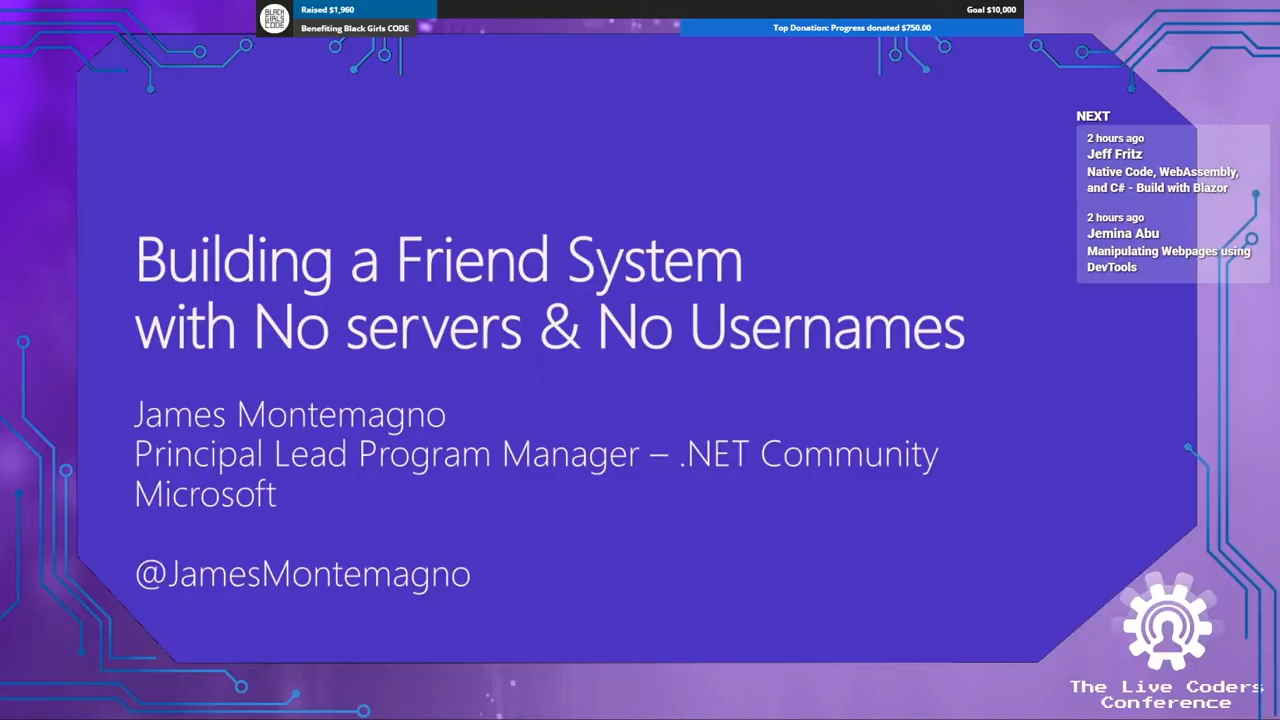 BLACK
GIRLS
CODE
Raised $1,960
Goal $10,000
Benefiting Black Girls CODE
Top Donation: Progress donated $750.00
NEXT
2 hours ago
Jeff Fritz
Native Code, WebAssembly,
and C# - Build with Blazor
2 hours ago
Jemina Abu
Manipulating Webpages using
DevTools
Building a Friend System
with No servers & No Usernames
James Montemagno
Principal Lead Program Manager – .NET Community
Microsoft
@JamesMontemagno
The Live Coders
Conference